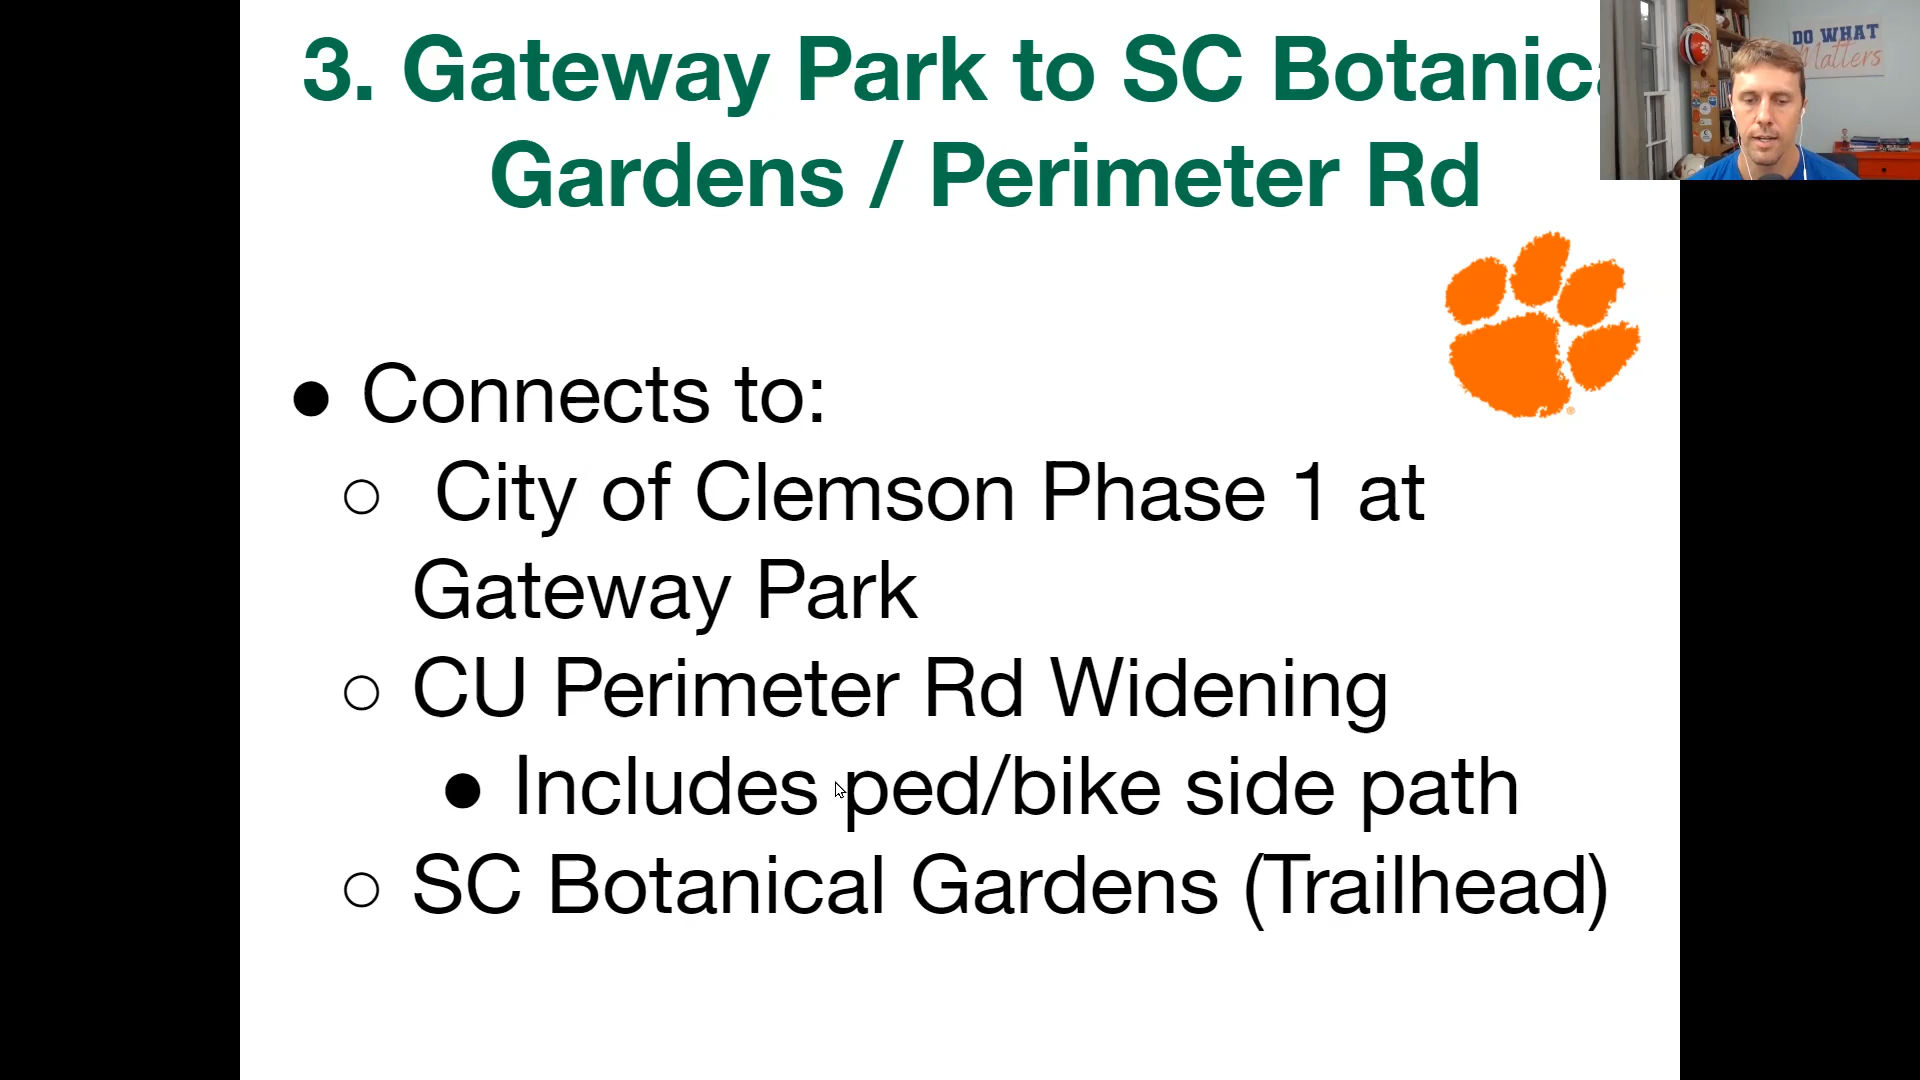 3. Gateway Park to SC Botanica
Gardens / Perimeter Rd
DO WHAT
Matters
● Connects to:
○ City of Clemson Phase 1 at
Gateway Park
○ CU Perimeter Rd Widening
● Includes ped/bike side path
○ SC Botanical Gardens (Trailhead)